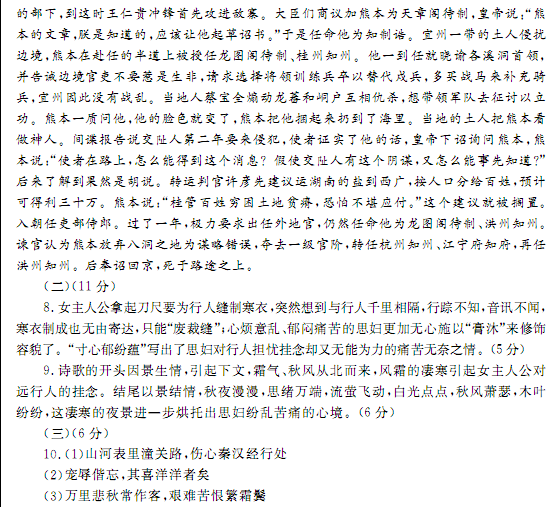 的部下,到这时王仁贵冲锋首先攻进敌寨。大臣们商议加熊本为天章阁待制,皇帝说:“熊
本的文章,朕是知道的,应该让他起草诏书。”于是任命他为知制诰。宜州一带的土人侵扰
边境,熊本在赴任的半道上被授任龙图阁待制、桂州知州。他一到任就晓谕各溪洞首领,
并告诫边境官吏不要惹是生非,请求选择将领训练兵卒以替代戍兵,多买战马来补充骑
兵,宜州因此没有战乱。当地人蔡宝全煽动龙蕃和峒户互相仇杀,想带领军队去征讨以立
功。熊本一质问他,他的脸色就变了,熊本把他捆起来扔到了海里。当地的土人把熊本看
做神人。间谍报告说交阯人第二年要来侵犯,使者证实了他的话,皇帝下诏询问熊本,熊
本说:“使者在路上,怎么能得到这个消息?假使交阯人有这个阴谋,又怎么能事先知道?”
后来了解到果然是胡说。转运判官许彦先建议运湖南的盐到西广,按人口分给百姓,预计
可得利三十万。熊本说:“桂管百姓穷困土地贫瘠,恐怕不堪应付。”这个建议就被搁置。
入朝任吏部侍郎。过了一年,极力要求出任外地官,仍然任命他为龙图阁待制、洪州知州。
谏官认为熊本放弃八洞之地为谋略错误,夺去一级官阶,转任杭州知州、江宁府知府,再任
洪州知州。后奉诏回京,死于路途之上。
(二)(11分)
8.女主人公拿起刀尺要为行人缝制寒衣,突然想到与行人千里相隔,行踪不知,音讯不闻,
寒衣制成也无由寄达,只能“废裁缝”;心烦意乱、郁闷痛苦的思妇更加无心施以“膏沐”来修饰
容貌了。“寸心郁纷蕴”写出了思妇对行人担忧挂念却又无能为力的痛苦无奈之情。(5分)
9.诗歌的开头因景生情,引起下文,霜气、秋风从北而来,风霜的凄寒引起女主人公对
远行人的挂念。结尾以景结情,秋夜漫漫,思绪万端,流萤飞动,白光点点,秋风萧瑟,木叶
纷纷,这凄寒的夜景进一步烘托出思妇纷乱苦痛的心境。(6分)
(三)(6分)
10.(1)山河表里潼关路,伤心秦汉经行处
(2)宠辱偕忘,其喜洋洋者矣
(3)万里悲秋常作客,艰难苦恨繁霜鬓